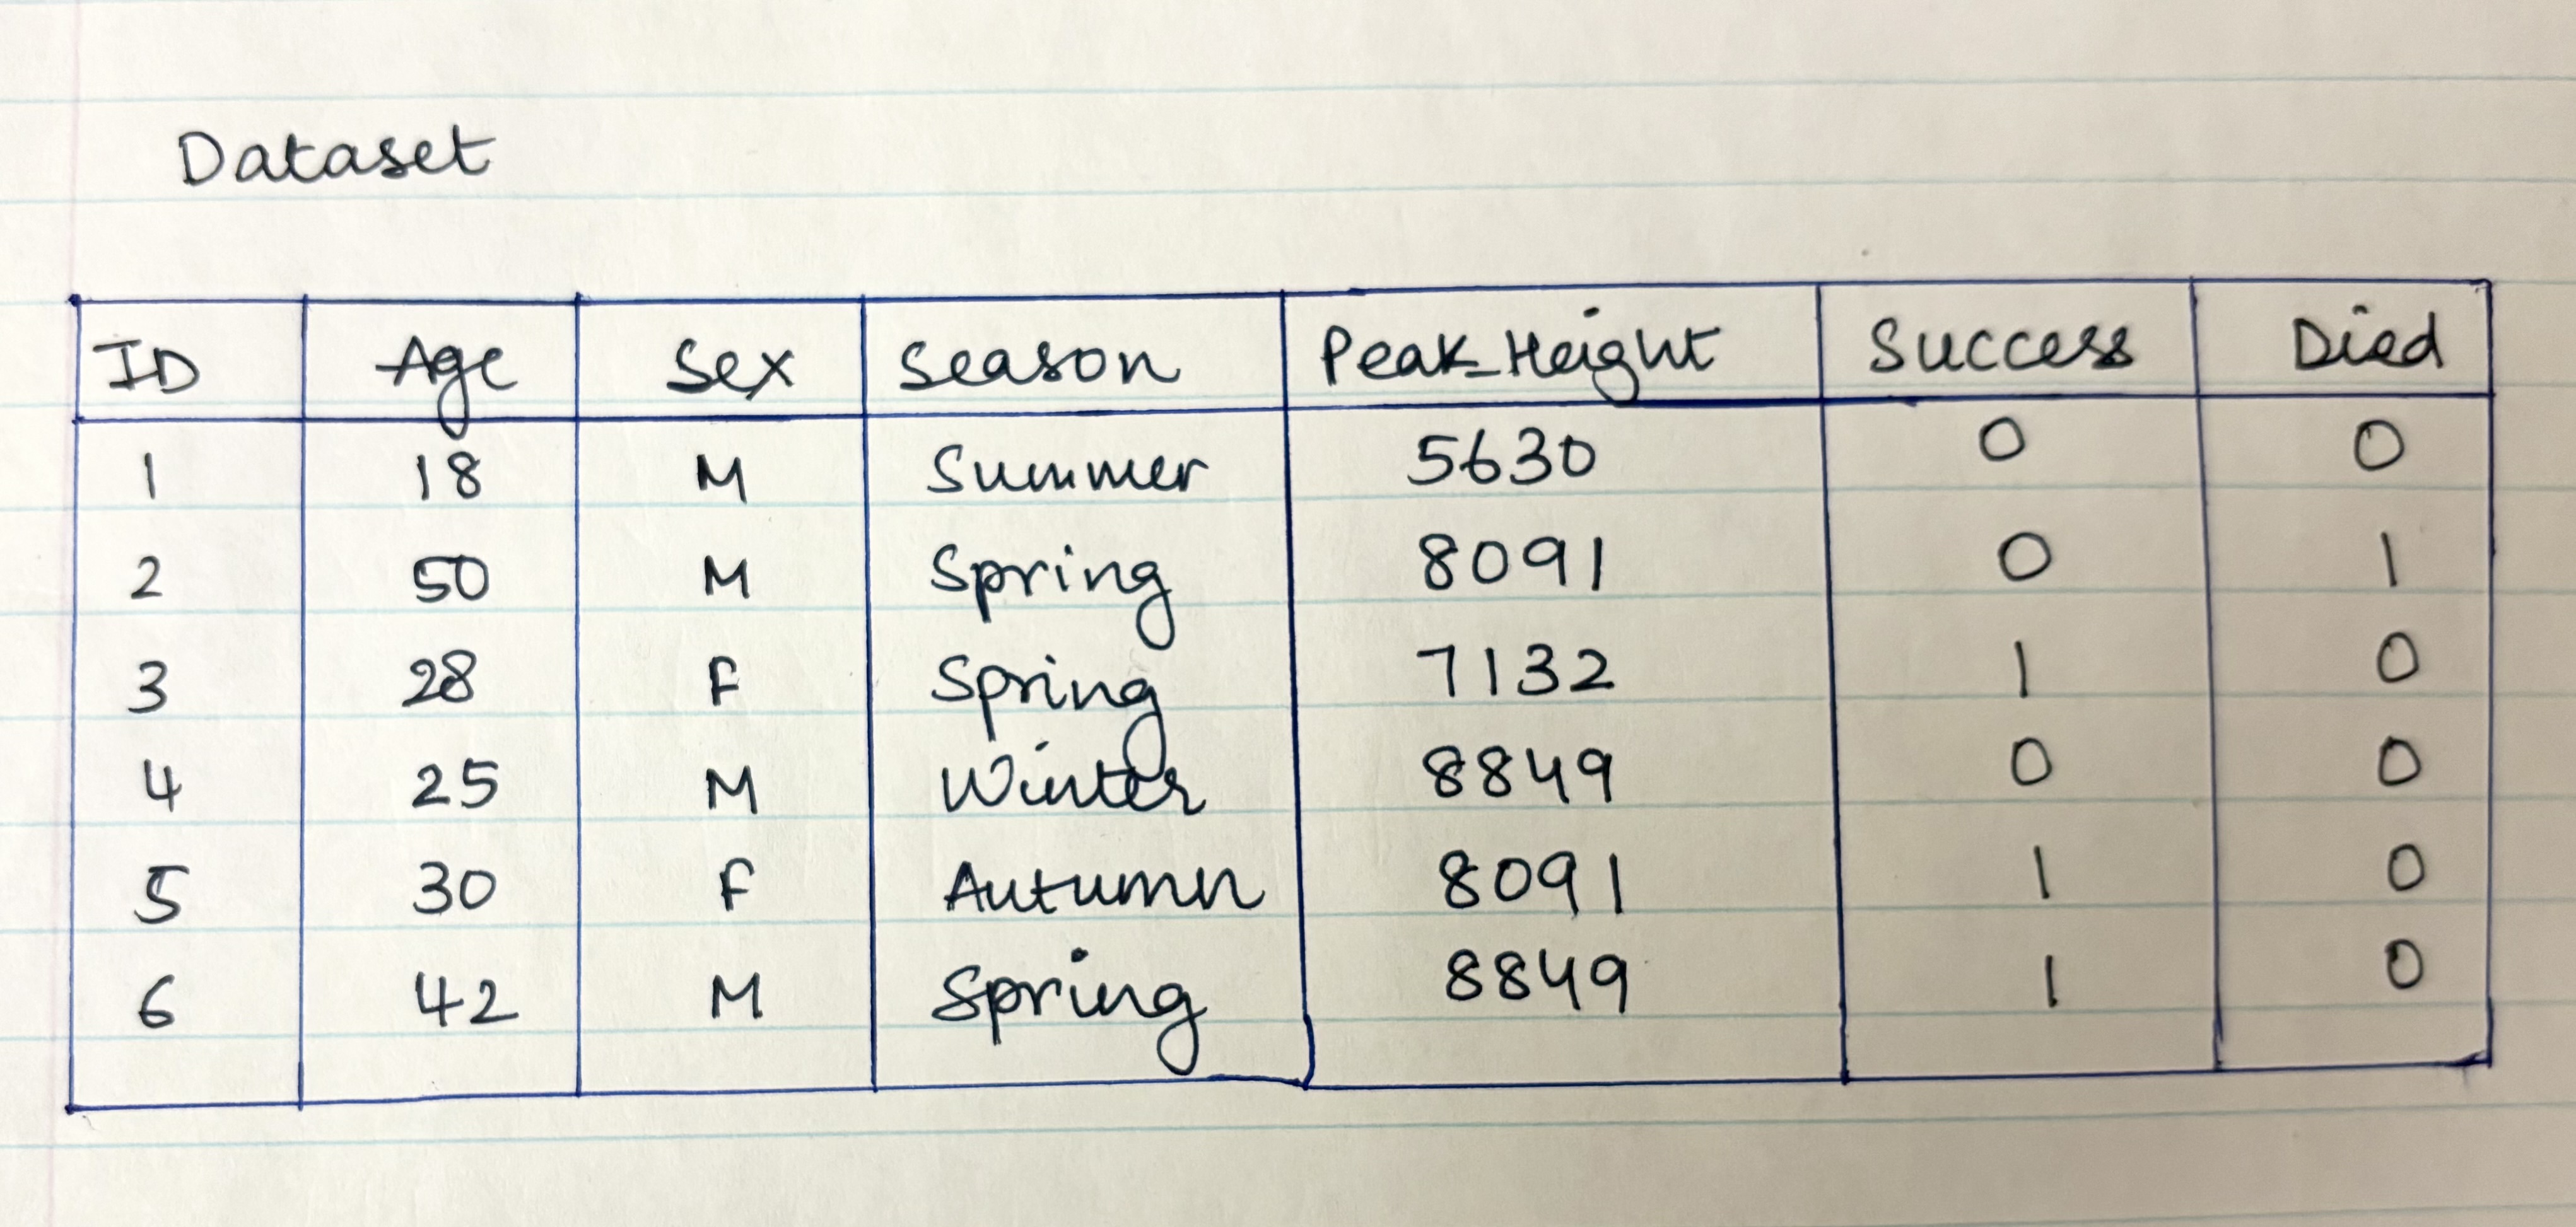 Dataset
ID Age Sex Season Peak_Height Success Died
1 18 M Summer 5630 0 0
2 50 M Spring 8091 0 1
3 28 F Spring 7132 1 0
4 25 M Winter 8849 0 0
5 30 F Autumn 8091 1 0
6 42 M Spring 8849 1 0